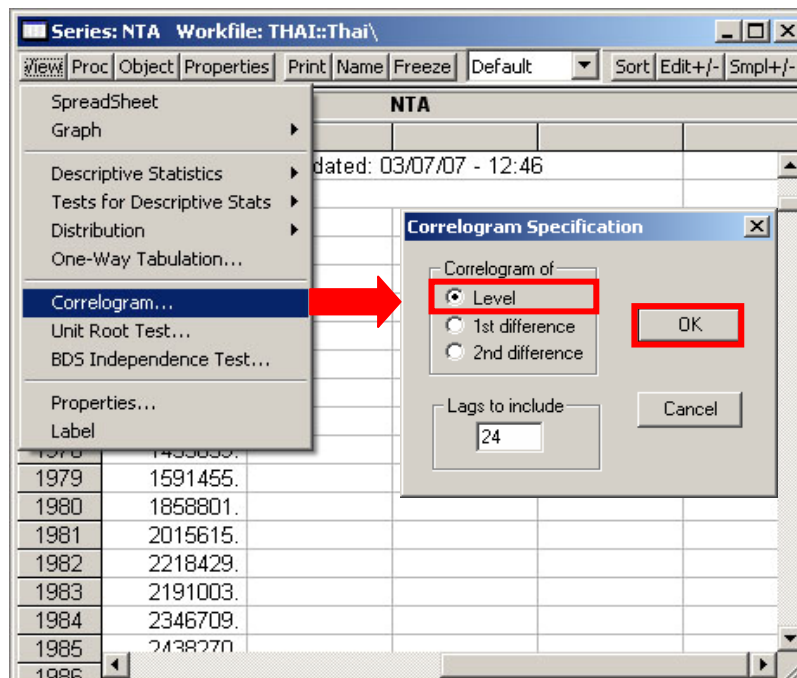 Series: NTA Workfile: THAI::Thai\
View Proc Object Properties Print Name Freeze Default Sort Edit+/- Smpl+/-
NTA
dated: 03/07/07 - 12:46
SpreadSheet
Graph
Descriptive Statistics
Tests for Descriptive Stats
Distribution
One-Way Tabulation...
Correlogram...
Unit Root Test...
BDS Independence Test...
Properties...
Label
Correlogram Specification
Correlogram of
Level
1st difference
2nd difference
OK
Lags to include
24
Cancel
1979 1591455.
1980 1858801.
1981 2015615.
1982 2218429.
1983 2191003.
1984 2346709.
1985 2438270
1986